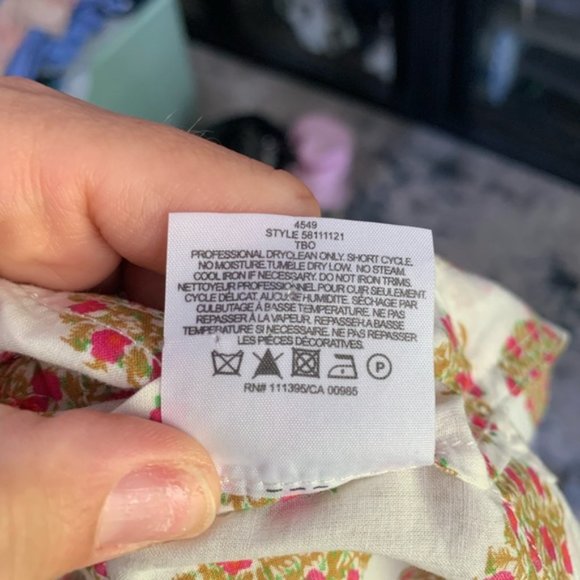 4549
STYLE 58111121
TBO
PROFESSIONAL DRYCLEAN ONLY. SHORT CYCLE.
NO MOISTURE.TUMBLE DRY LOW. NO STEAM.
COOL IRON IF NECESSARY. DO NOT IRON TRIMS.
NETTOYEUR PROFESSIONNEL POUR CUIR SEULEMENT.
CYCLE DÉLICAT. AUCUNE HUMIDITÉ. SÉCHAGE PAR
CULBUTAGE À BASSE TEMPÉRATURE. NE PAS
REPASSER À LA VAPEUR. REPASSER À BASSE
TEMPÉRATURE SI NÉCESSAIRE. NE PAS REPASSER
LES PIÈCES DÉCORATIVES.
P
RN# 111395/CA 00985